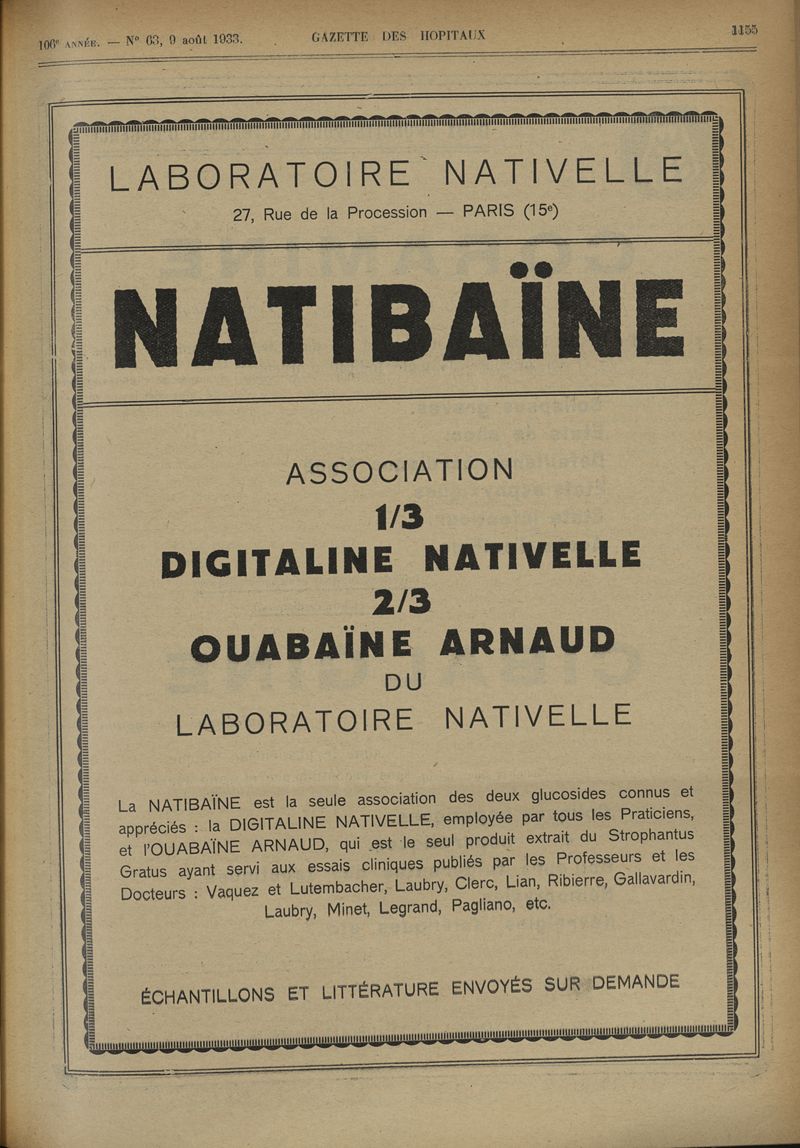 106e ANNÉE. — N° 63, 9 août 1933.
GAZETTE DES HOPITAUX
1155
LABORATOIRE NATIVELLE
27, Rue de la Procession — PARIS (15e)
NATIBAÏNE
ASSOCIATION
1/3
DIGITALINE NATIVELLE
2/3
OUABAÏNE ARNAUD
DU
LABORATOIRE NATIVELLE
La NATIBAÏNE est la seule association des deux glucosides connus et
appréciés : la DIGITALINE NATIVELLE, employée par tous les Praticiens,
et l'OUABAÏNE ARNAUD, qui est le seul produit extrait du Strophantus
Gratus ayant servi aux essais cliniques publiés par les Professeurs et les
Docteurs : Vaquez et Lutembacher, Laubry, Clerc, Lian, Ribierre, Gallavardin,
Laubry, Minet, Legrand, Pagliano, etc.
ÉCHANTILLONS ET LITTÉRATURE ENVOYÉS SUR DEMANDE